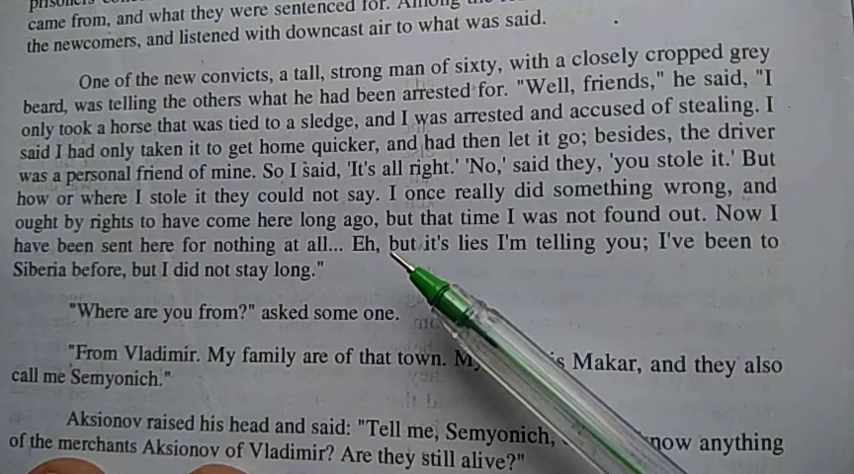 came from, and what they were sentenced for. Among the
the newcomers, and listened with downcast air to what was said.
One of the new convicts, a tall, strong man of sixty, with a closely cropped grey
beard, was telling the others what he had been arrested for. "Well, friends," he said, "I
only took a horse that was tied to a sledge, and I was arrested and accused of stealing. I
said I had only taken it to get home quicker, and had then let it go; besides, the driver
was a personal friend of mine. So I said, 'It's all right.' 'No,' said they, 'you stole it.' But
how or where I stole it they could not say. I once really did something wrong, and
ought by rights to have come here long ago, but that time I was not found out. Now I
have been sent here for nothing at all... Eh, but it's lies I'm telling you; I've been to
Siberia before, but I did not stay long."
"Where are you from?" asked some one.
"From Vladimir. My family are of that town. Makar, and they also
call me Semyonich."
Aksionov raised his head and said: "Tell me, Semyonich, know anything
of the merchants Aksionov of Vladimir? Are they still alive?"